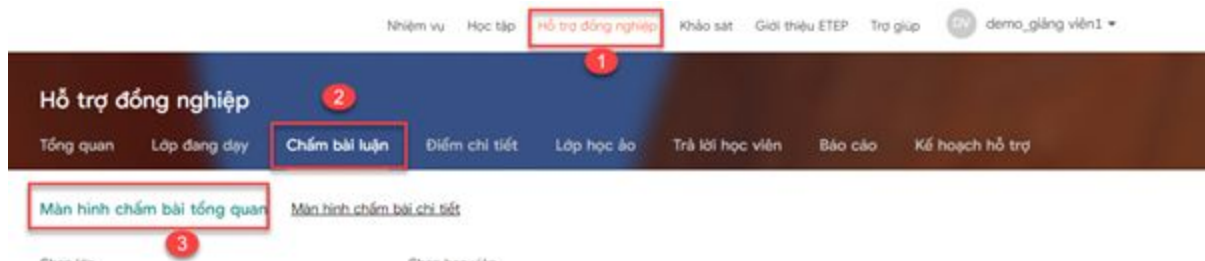 Nhiệm vụ Học tập Hỗ trợ đồng nghiệp Khảo sát Giới thiệu ETEP Trợ giúp GV demo_giảng viên1
1
Hỗ trợ đồng nghiệp 2
Tổng quan Lớp đang dạy Chấm bài luận Điểm chi tiết Lớp học ảo Trả lời học viên Báo cáo Kế hoạch hỗ trợ
Màn hình chấm bài tổng quan Màn hình chấm bài chi tiết
3